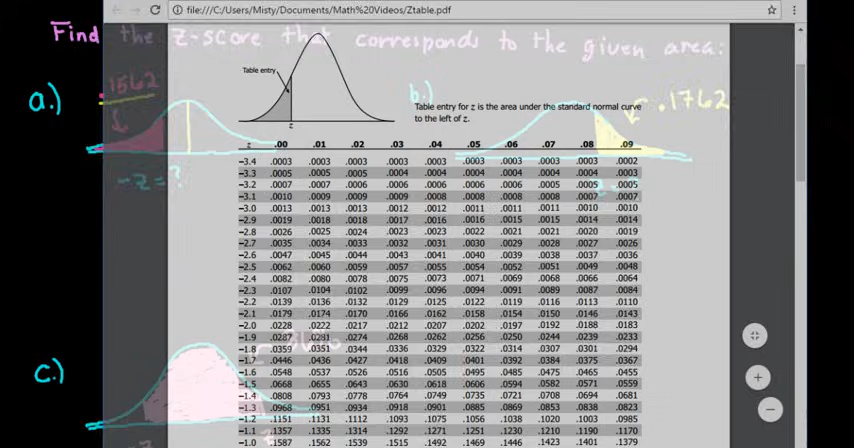 file:///C:/Users/Misty/Documents/Math%20Videos/Ztable.pdf
Find the z-score that corresponds to the given area:
Table entry
z
a.) .1562
b.) .1762
Table entry for z is the area under the standard normal curve
to the left of z.
-z = ?
z .00 .01 .02 .03 .04 .05 .06 .07 .08 .09
−3.4 .0003 .0003 .0003 .0003 .0003 .0003 .0003 .0003 .0003 .0002
−3.3 .0005 .0005 .0005 .0004 .0004 .0004 .0004 .0004 .0004 .0003
−3.2 .0007 .0007 .0006 .0006 .0006 .0006 .0006 .0005 .0005 .0005
−3.1 .0010 .0009 .0009 .0009 .0008 .0008 .0008 .0008 .0007 .0007
−3.0 .0013 .0013 .0013 .0012 .0012 .0011 .0011 .0011 .0010 .0010
−2.9 .0019 .0018 .0018 .0017 .0016 .0016 .0015 .0015 .0014 .0014
−2.8 .0026 .0025 .0024 .0023 .0023 .0022 .0021 .0021 .0020 .0019
−2.7 .0035 .0034 .0033 .0032 .0031 .0030 .0029 .0028 .0027 .0026
−2.6 .0047 .0045 .0044 .0043 .0041 .0040 .0039 .0038 .0037 .0036
−2.5 .0062 .0060 .0059 .0057 .0055 .0054 .0052 .0051 .0049 .0048
−2.4 .0082 .0080 .0078 .0075 .0073 .0071 .0069 .0068 .0066 .0064
−2.3 .0107 .0104 .0102 .0099 .0096 .0094 .0091 .0089 .0087 .0084
−2.2 .0139 .0136 .0132 .0129 .0125 .0122 .0119 .0116 .0113 .0110
−2.1 .0179 .0174 .0170 .0166 .0162 .0158 .0154 .0150 .0146 .0143
−2.0 .0228 .0222 .0217 .0212 .0207 .0202 .0197 .0192 .0188 .0183
−1.9 .0287 .0281 .0274 .0268 .0262 .0256 .0250 .0244 .0239 .0233
−1.8 .0359 .0351 .0344 .0336 .0329 .0322 .0314 .0307 .0301 .0294
−1.7 .0446 .0436 .0427 .0418 .0409 .0401 .0392 .0384 .0375 .0367
−1.6 .0548 .0537 .0526 .0516 .0505 .0495 .0485 .0475 .0465 .0455
−1.5 .0668 .0655 .0643 .0630 .0618 .0606 .0594 .0582 .0571 .0559
−1.4 .0808 .0793 .0778 .0764 .0749 .0735 .0721 .0708 .0694 .0681
−1.3 .0968 .0951 .0934 .0918 .0901 .0885 .0869 .0853 .0838 .0823
−1.2 .1151 .1131 .1112 .1093 .1075 .1056 .1038 .1020 .1003 .0985
−1.1 .1357 .1335 .1314 .1292 .1271 .1251 .1230 .1210 .1190 .1170
−1.0 .1587 .1562 .1539 .1515 .1492 .1469 .1446 .1423 .1401 .1379
c.)